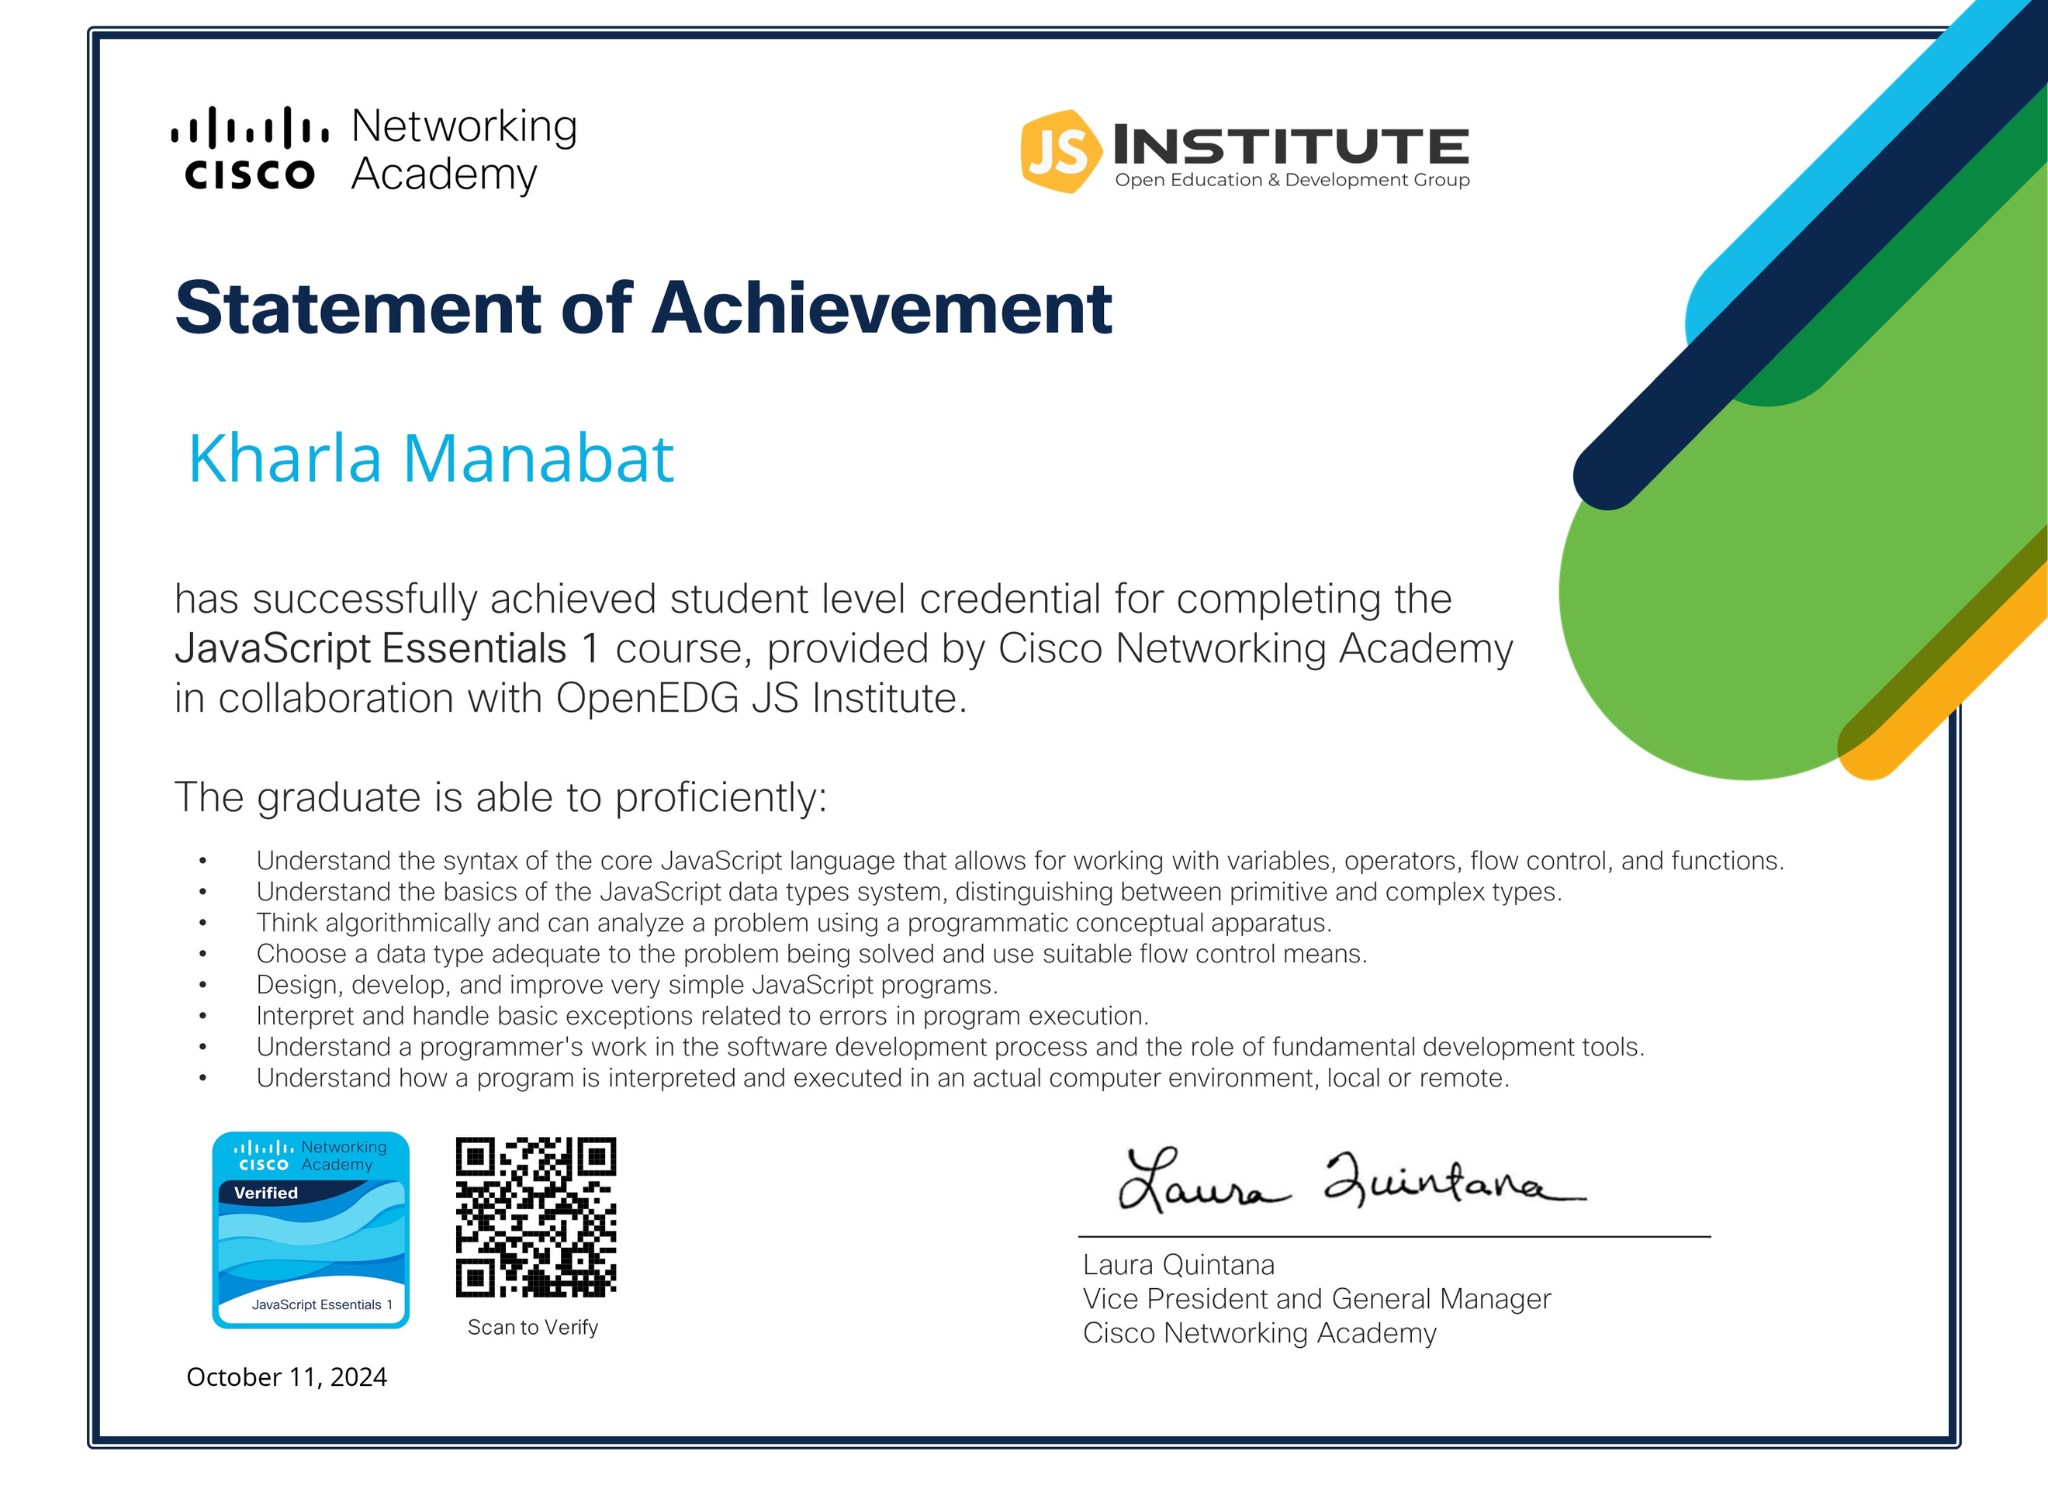 CISCO Networking Academy
JS INSTITUTE
Open Education & Development Group
Statement of Achievement
Kharla Manabat
has successfully achieved student level credential for completing the
JavaScript Essentials 1 course, provided by Cisco Networking Academy
in collaboration with OpenEDG JS Institute.
The graduate is able to proficiently:
• Understand the syntax of the core JavaScript language that allows for working with variables, operators, flow control, and functions.
• Understand the basics of the JavaScript data types system, distinguishing between primitive and complex types.
• Think algorithmically and can analyze a problem using a programmatic conceptual apparatus.
• Choose a data type adequate to the problem being solved and use suitable flow control means.
• Design, develop, and improve very simple JavaScript programs.
• Interpret and handle basic exceptions related to errors in program execution.
• Understand a programmer's work in the software development process and the role of fundamental development tools.
• Understand how a program is interpreted and executed in an actual computer environment, local or remote.
CISCO Networking Academy
Verified
JavaScript Essentials 1
Scan to Verify
October 11, 2024
Laura Quintana
Laura Quintana
Vice President and General Manager
Cisco Networking Academy